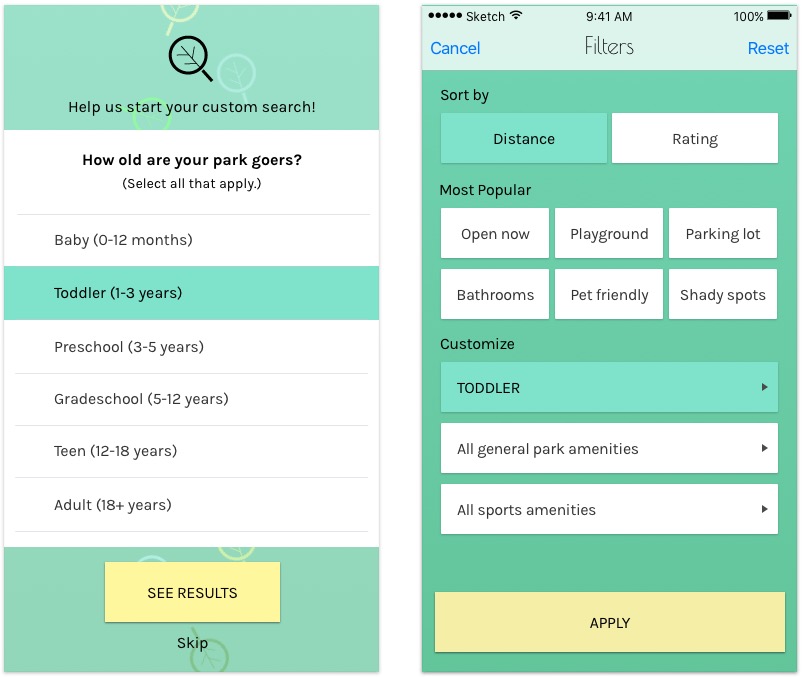 Help us start your custom search!
How old are your park goers?
(Select all that apply.)
Baby (0-12 months)
Toddler (1-3 years)
Preschool (3-5 years)
Gradeschool (5-12 years)
Teen (12-18 years)
Adult (18+ years)
SEE RESULTS
Skip
Sketch 9:41 AM 100%
Cancel Filters Reset
Sort by
Distance Rating
Most Popular
Open now Playground Parking lot
Bathrooms Pet friendly Shady spots
Customize
TODDLER
All general park amenities
All sports amenities
APPLY